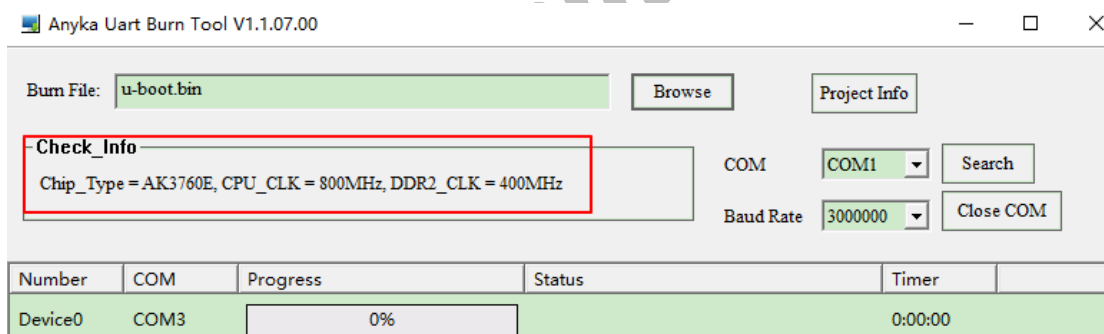 Anyka Uart Burn Tool V1.1.07.00
Burn File: u-boot.bin Browse Project Info
Check_Info
Chip_Type = AK3760E, CPU_CLK = 800MHz, DDR2_CLK = 400MHz
COM COM1 Search
Baud Rate 3000000 Close COM
Number COM Progress Status Timer
Device0 COM3 0% 0:00:00